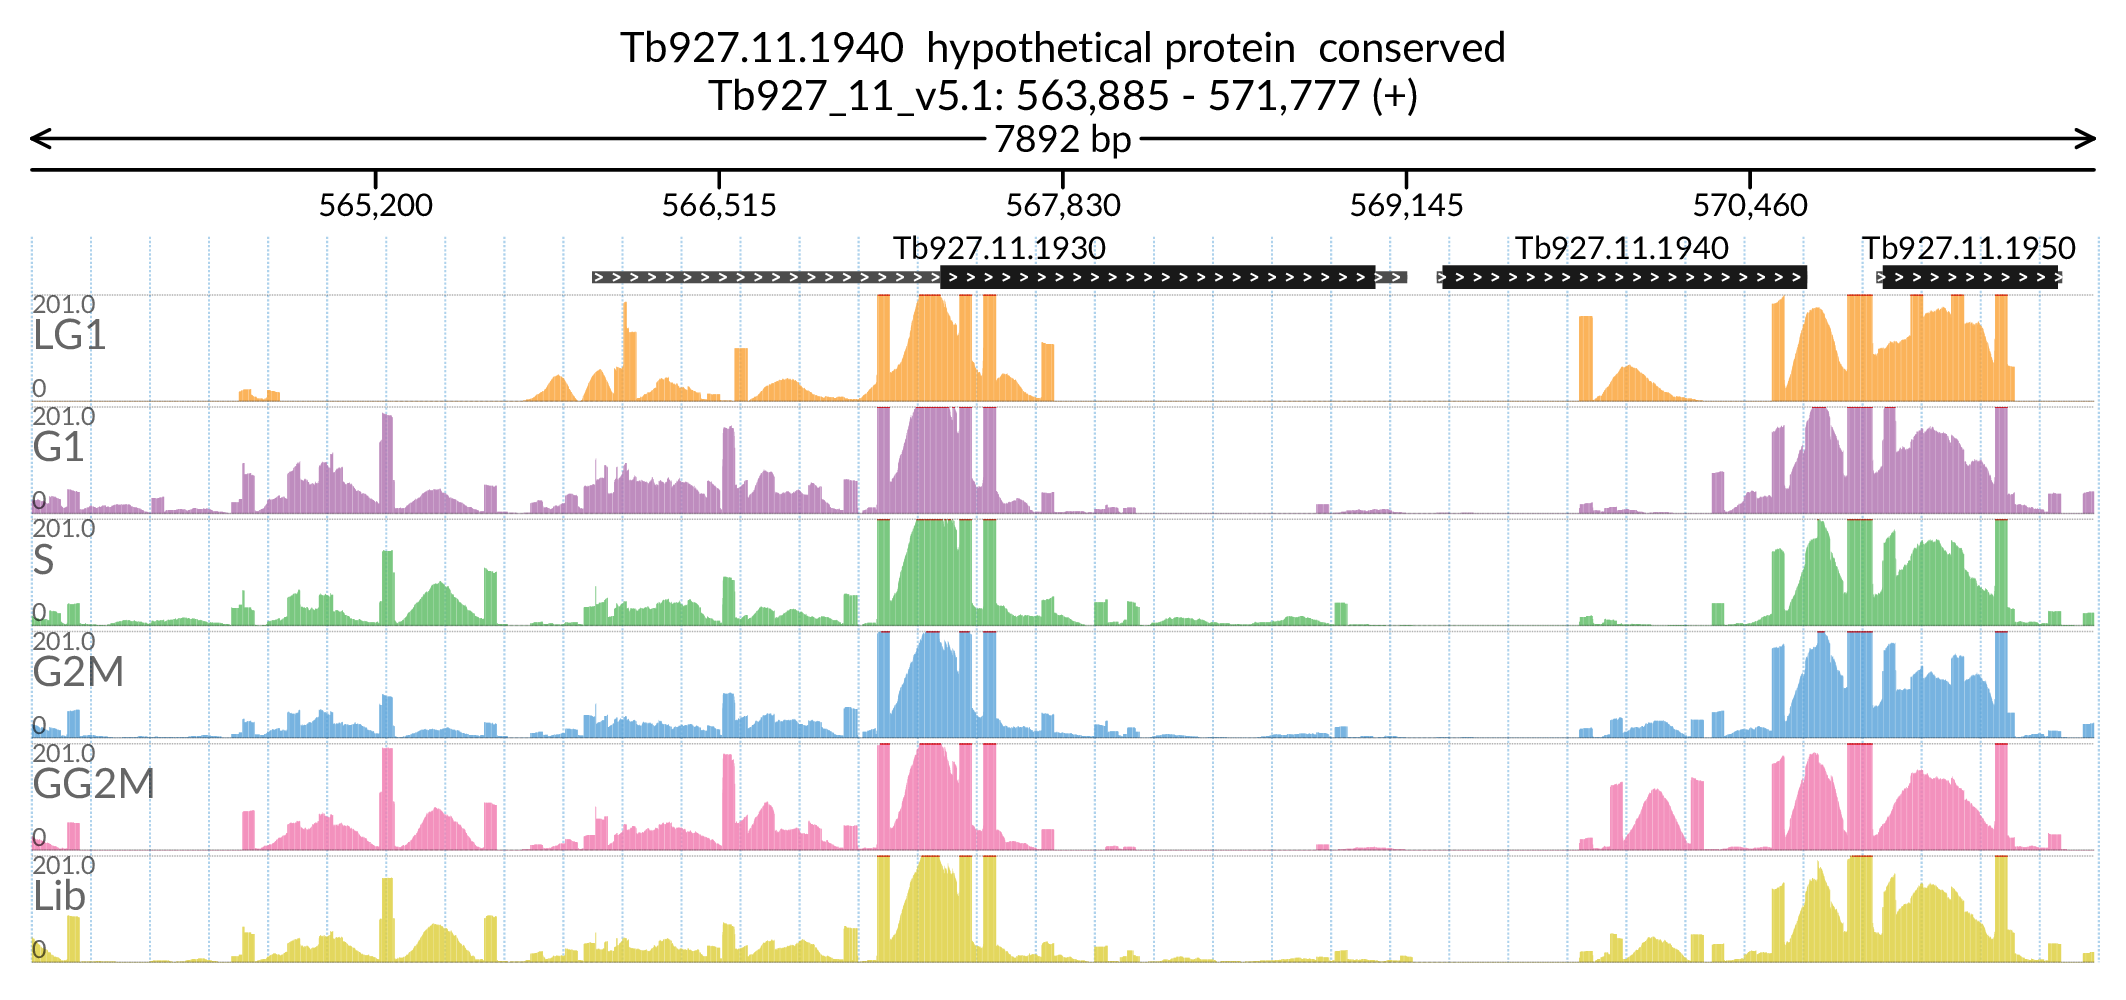 Tb927.11.1940  hypothetical protein  conserved
Tb927_11_v5.1: 563,885 - 571,777 (+)
7892 bp
565,200 566,515 567,830 569,145 570,460
Tb927.11.1930 Tb927.11.1940 Tb927.11.1950
201.0
LG1
0
201.0
G1
0
201.0
S
0
201.0
G2M
0
201.0
GG2M
0
201.0
Lib
0